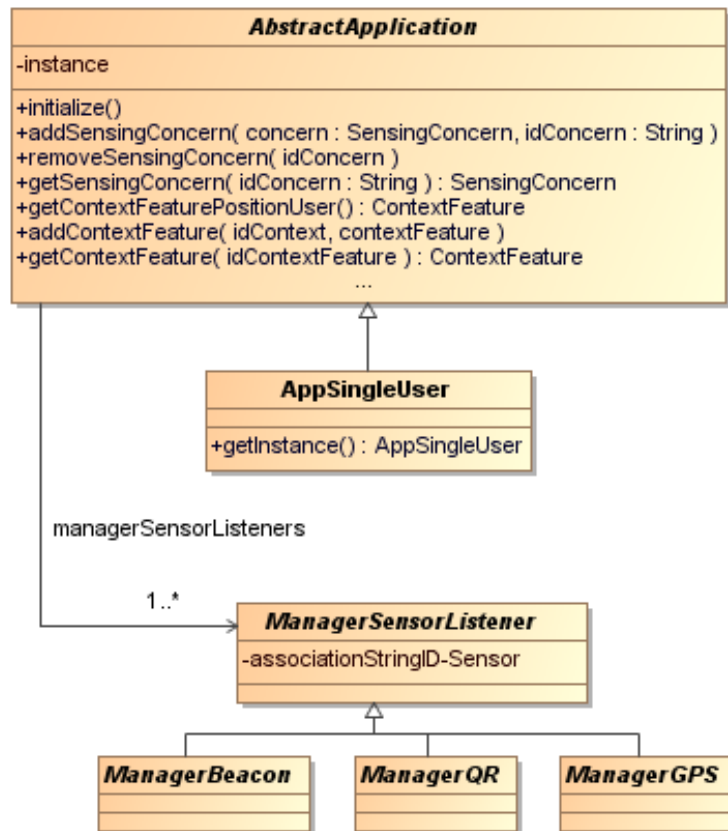 AbstractApplication
-instance
+initialize()
+addSensingConcern( concern : SensingConcern, idConcern : String )
+removeSensingConcern( idConcern )
+getSensingConcern( idConcern : String ) : SensingConcern
+getContextFeaturePositionUser() : ContextFeature
+addContextFeature( idContext, contextFeature )
+getContextFeature( idContextFeature ) : ContextFeature
...
AppSingleUser
+getInstance() : AppSingleUser
managerSensorListeners
1..*
ManagerSensorListener
-associationStringID-Sensor
ManagerBeacon
ManagerQR
ManagerGPS